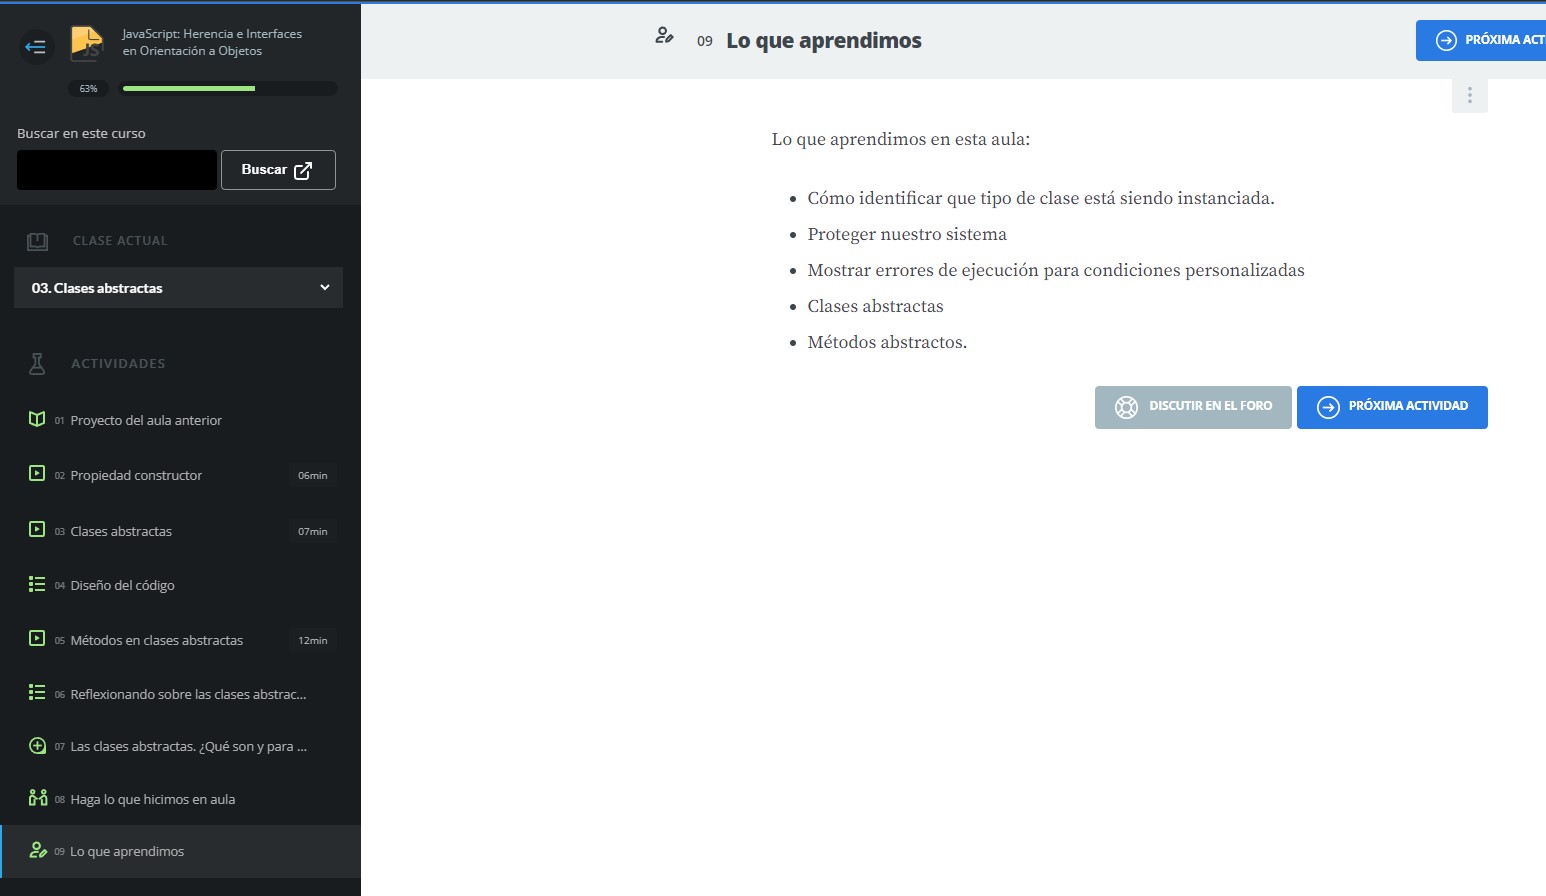 JavaScript: Herencia e Interfaces
en Orientación a Objetos
63%
Buscar en este curso
Buscar
CLASE ACTUAL
03. Clases abstractas
ACTIVIDADES
01 Proyecto del aula anterior
02 Propiedad constructor 06min
03 Clases abstractas 07min
04 Diseño del código
05 Métodos en clases abstractas 12min
06 Reflexionando sobre las clases abstrac...
07 Las clases abstractas. ¿Qué son y para ...
08 Haga lo que hicimos en aula
09 Lo que aprendimos
09 Lo que aprendimos
PRÓXIMA ACTI
Lo que aprendimos en esta aula:
• Cómo identificar que tipo de clase está siendo instanciada.
• Proteger nuestro sistema
• Mostrar errores de ejecución para condiciones personalizadas
• Clases abstractas
• Métodos abstractos.
DISCUTIR EN EL FORO
PRÓXIMA ACTIVIDAD